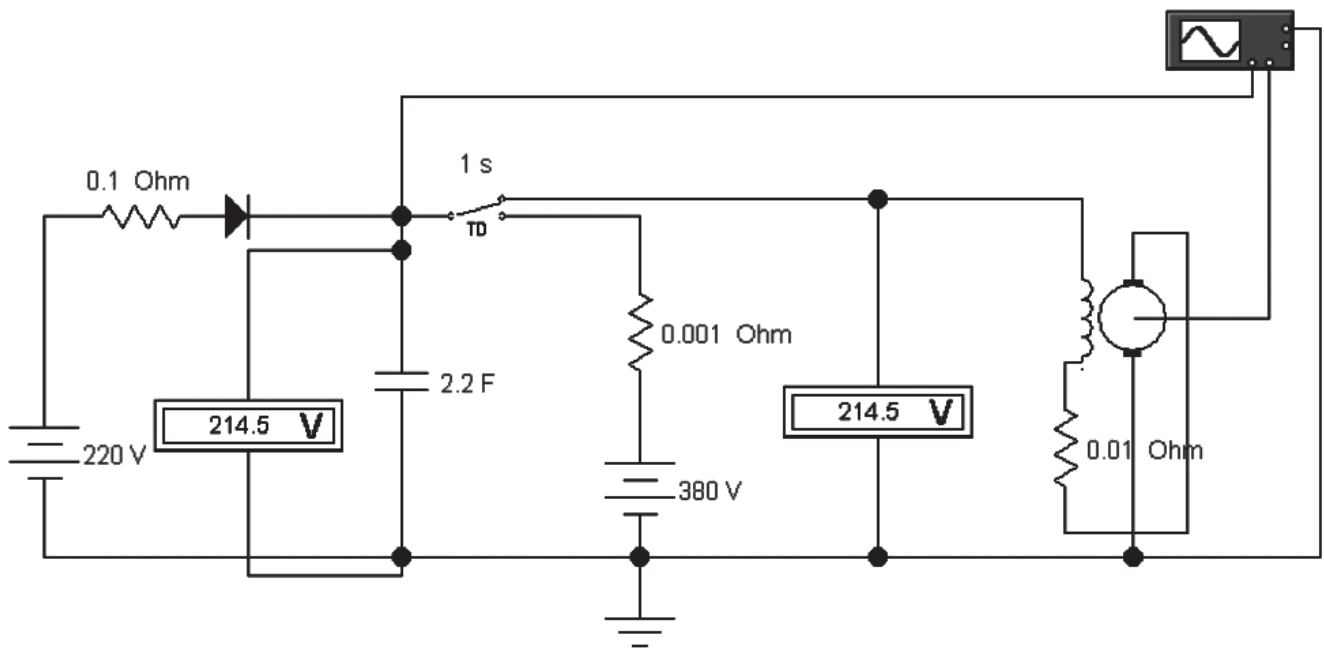 1 s
0.1 Ohm
TD
0.001 Ohm
2.2 F
214.5 V
214.5 V
220 V
0.01 Ohm
380 V